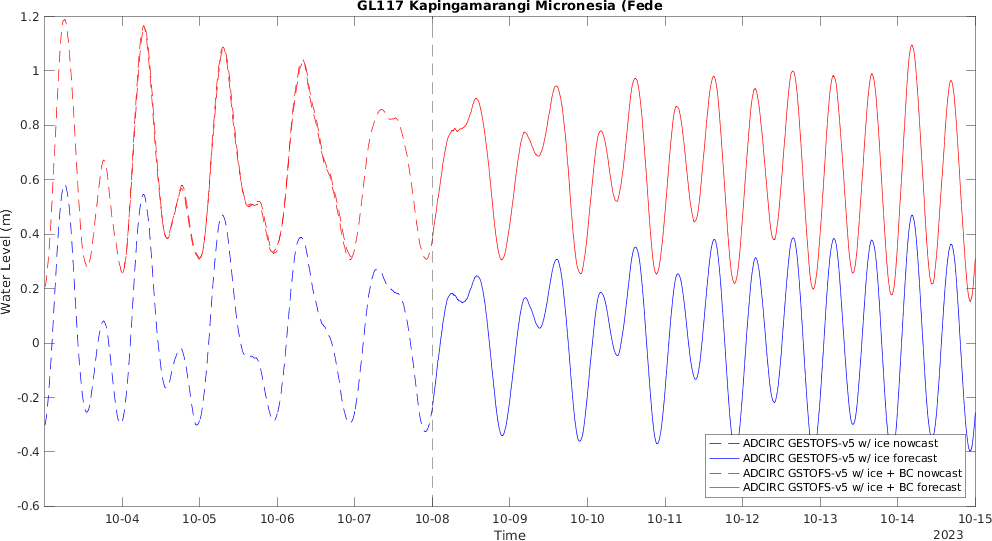 GL117 Kapingamarangi Micronesia (Fede
1.2
1
0.8
0.6
0.4
0.2
0
-0.2
-0.4
-0.6
Water Level (m)
ADCIRC GESTOFS-v5 w/ ice nowcast
ADCIRC GESTOFS-v5 w/ ice forecast
ADCIRC GSTOFS-v5 w/ ice + BC nowcast
ADCIRC GSTOFS-v5 w/ ice + BC forecast
10-04 10-05 10-06 10-07 10-08 10-09 10-10 10-11 10-12 10-13 10-14 10-15
Time
2023